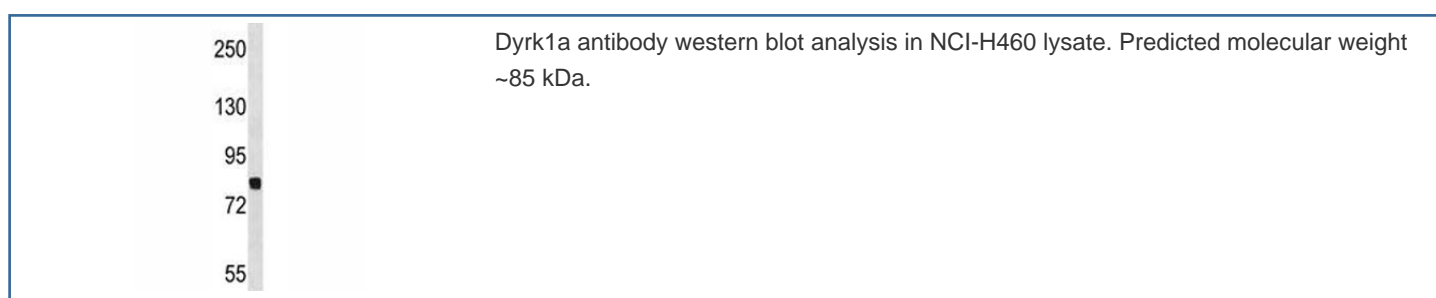 250
130
95
72
55
Dyrk1a antibody western blot analysis in NCI-H460 lysate. Predicted molecular weight
~85 kDa.